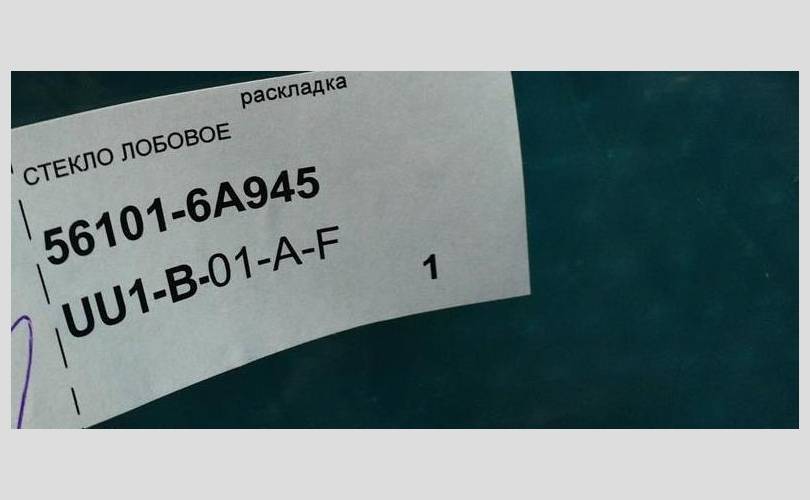 раскладка
СТЕКЛО ЛОБОВОЕ
56101-6A945
UU1-B-01-A-F
1